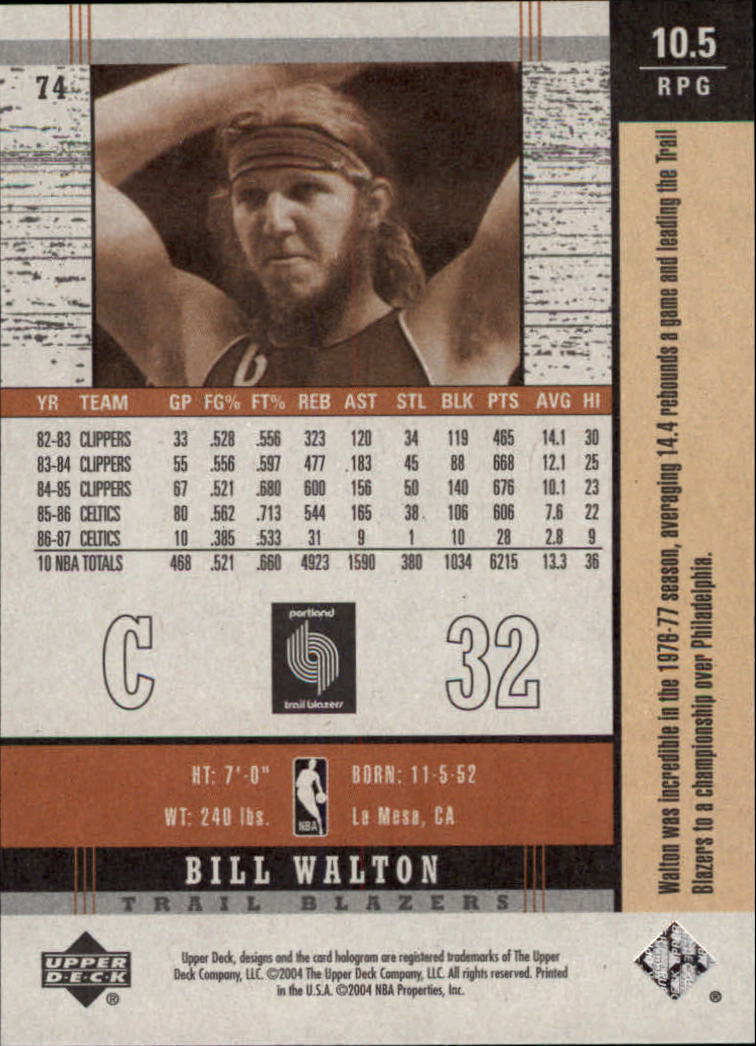 74
10.5
RPG
YR TEAM GP FG% FT% REB AST STL BLK PTS AVG HI
82-83 CLIPPERS 33 .528 .556 323 120 34 119 465 14.1 30
83-84 CLIPPERS 55 .556 .597 477 183 45 88 668 12.1 25
84-85 CLIPPERS 67 .521 .680 600 156 50 140 676 10.1 23
85-86 CELTICS 80 .562 .713 544 165 38 106 606 7.6 22
86-87 CELTICS 10 .385 .533 31 9 1 10 28 2.8 9
10 NBA TOTALS 468 .521 .660 4923 1590 380 1034 6215 13.3 36
C
portland
trail blazers
32
HT: 7'-0" BORN: 11-5-52
WT: 240 lbs. La Mesa, CA
NBA
BILL WALTON
TRAIL BLAZERS
Walton was incredible in the 1976-77 season, averaging 14.4 rebounds a game and leading the Trail
Blazers to a championship over Philadelphia.
UPPER
D·E·C·K
®
Upper Deck, designs and the card hologram are registered trademarks of The Upper
Deck Company, LLC. ©2004 The Upper Deck Company, LLC. All rights reserved. Printed
in the U.S.A. ©2004 NBA Properties, Inc.
®